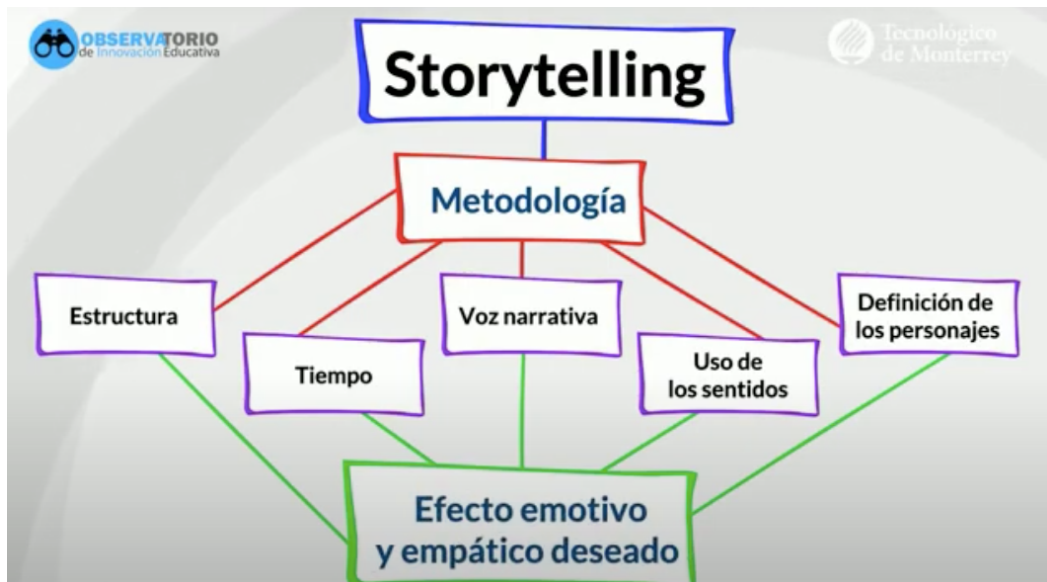 OBSERVATORIO
de Innovación Educativa
Tecnológico
de Monterrey
Storytelling
Metodología
Estructura
Tiempo
Voz narrativa
Uso de
los sentidos
Definición de
los personajes
Efecto emotivo
y empático deseado